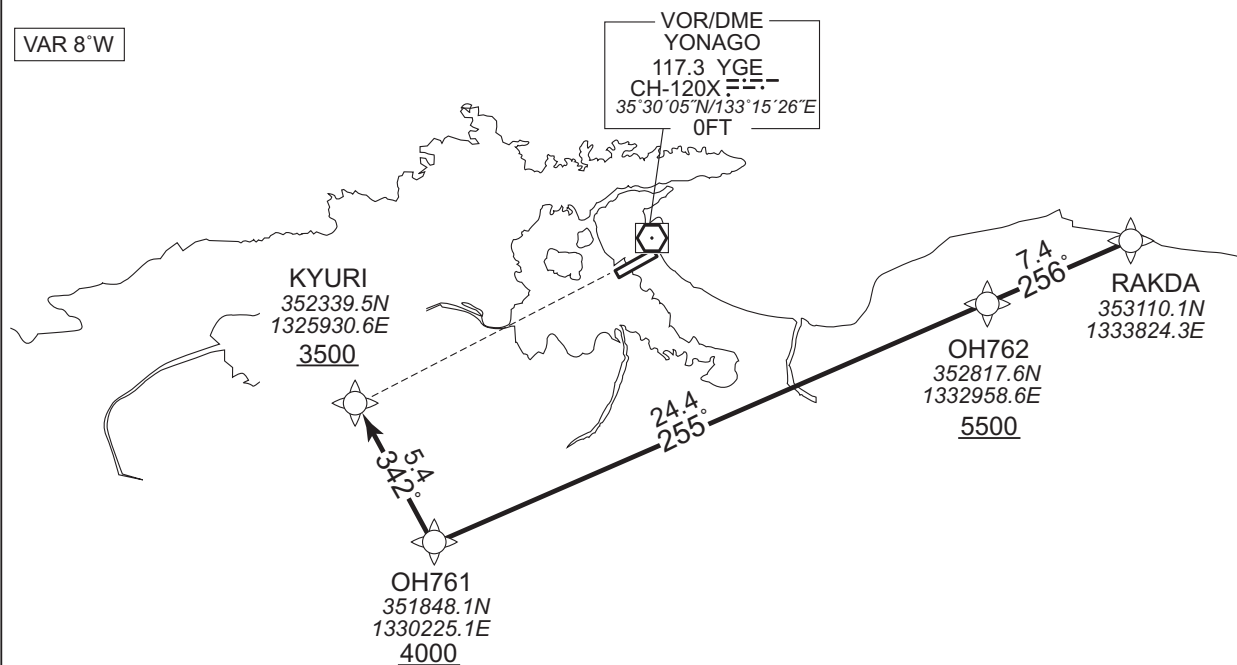 VAR 8°W
VOR/DME
YONAGO
117.3 YGE
CH-120X
35°30´05˝N/133°15´26˝E
0FT
KYURI
352339.5N
1325930.6E
3500
7.4
256°
RAKDA
353110.1N
1333824.3E
OH762
352817.6N
1332958.6E
5500
24.4
255°
5.4
342°
OH761
351848.1N
1330225.1E
4000